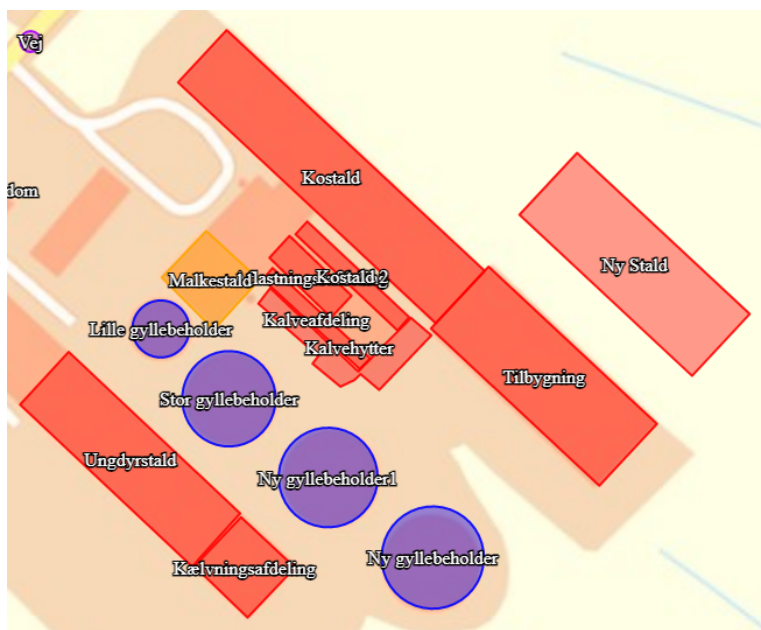 Vej
Kostald
dom
Ny Stald
Malkestald
Kostald 2
Kalveafdeling
Lille gyllebeholder
Kalvehytter
Tilbygning
Stor gyllebeholder
Ungdyrstald
Ny gyllebeholder1
Ny gyllebeholder
Kælvningsafdeling